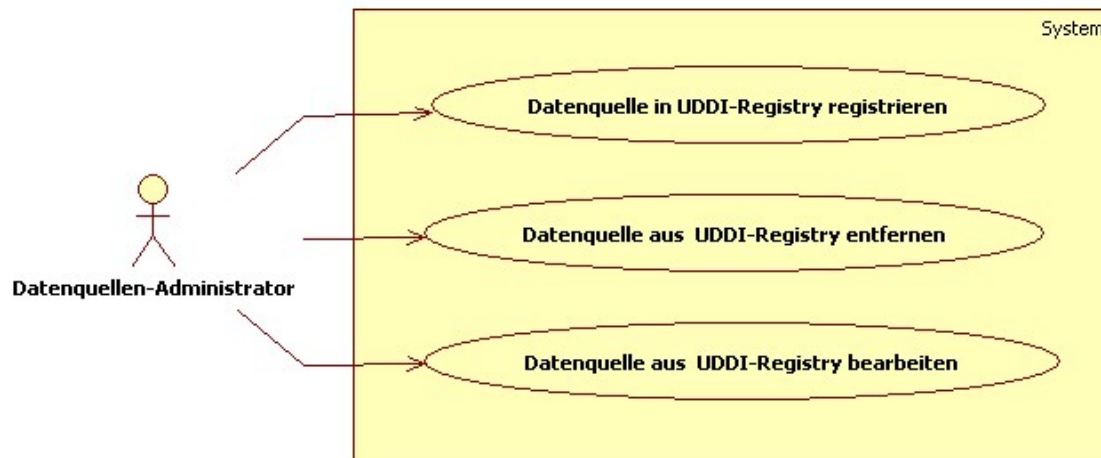 System
Datenquelle in UDDI-Registry registrieren
Datenquelle aus UDDI-Registry entfernen
Datenquellen-Administrator
Datenquelle aus UDDI-Registry bearbeiten